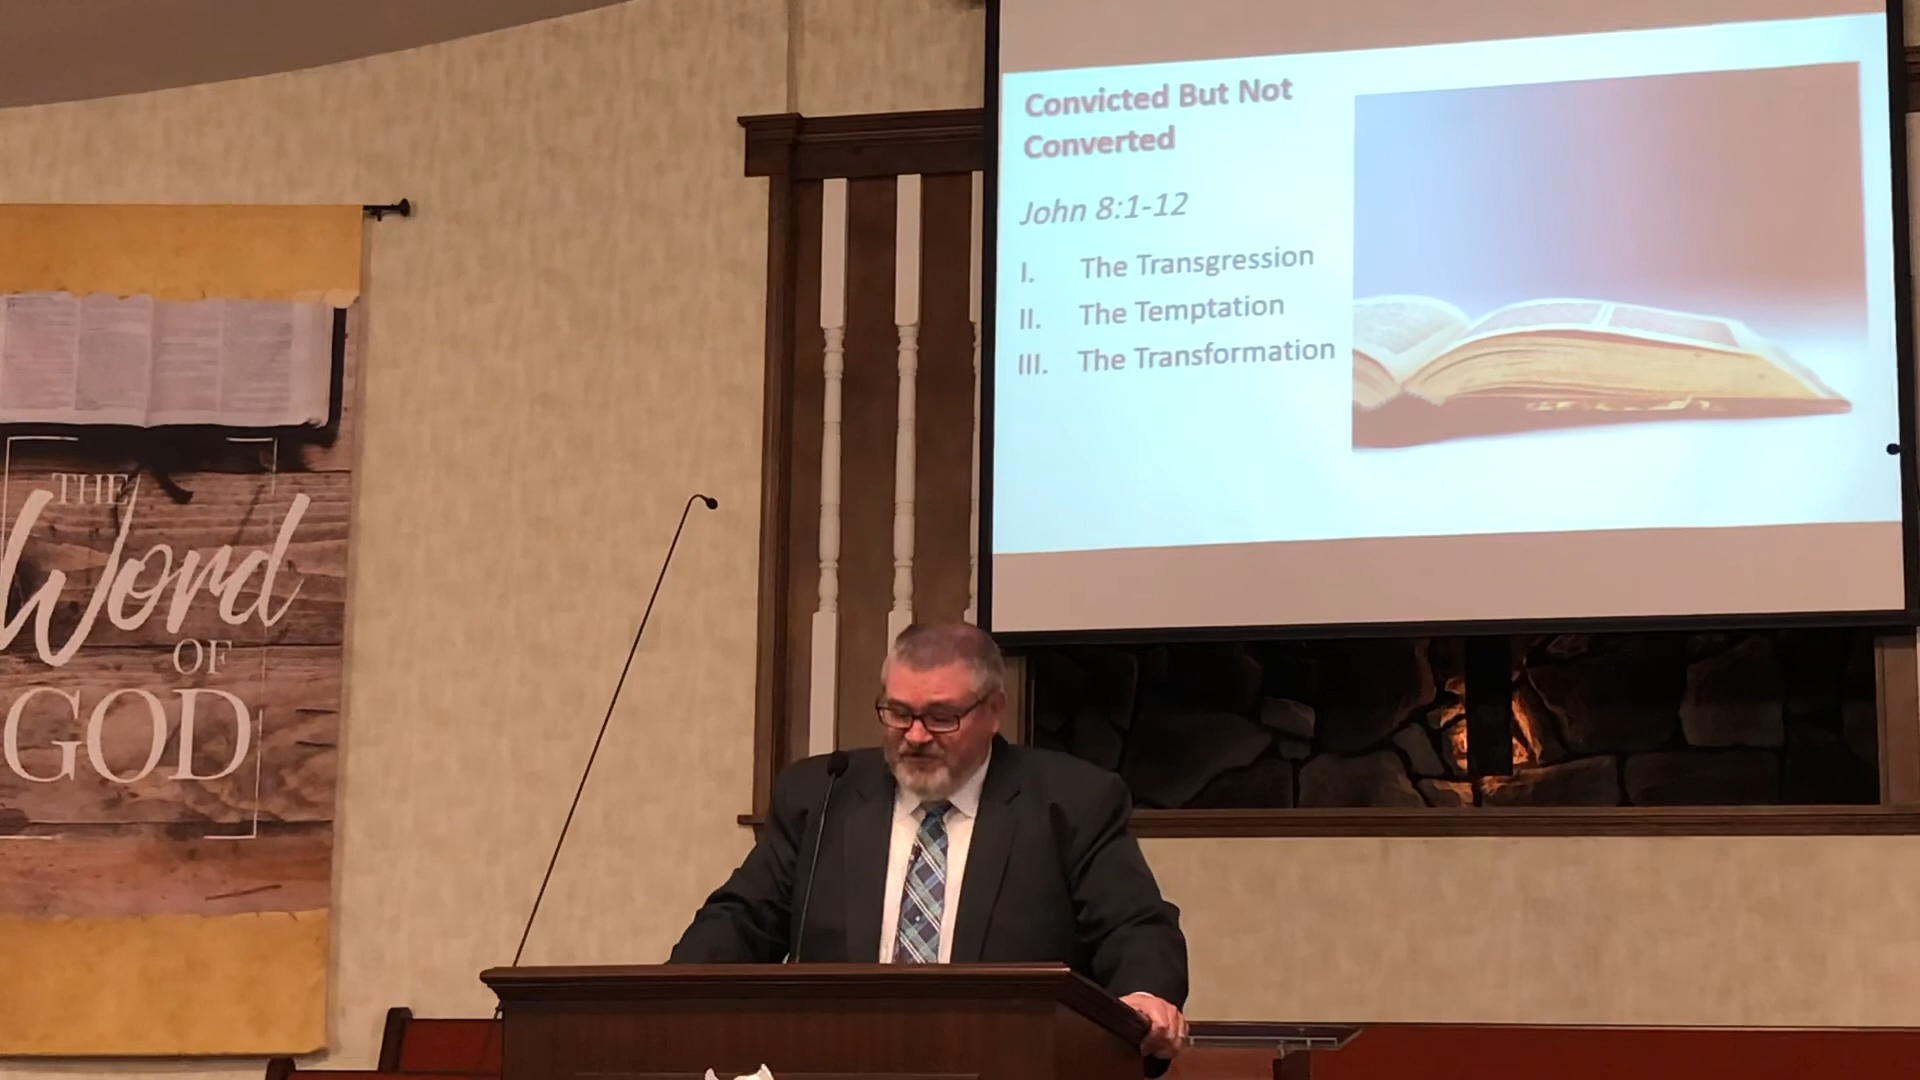 Convicted But Not
Converted
John 8:1-12
I. The Transgression
II. The Temptation
III. The Transformation
THE
Word
OF
GOD